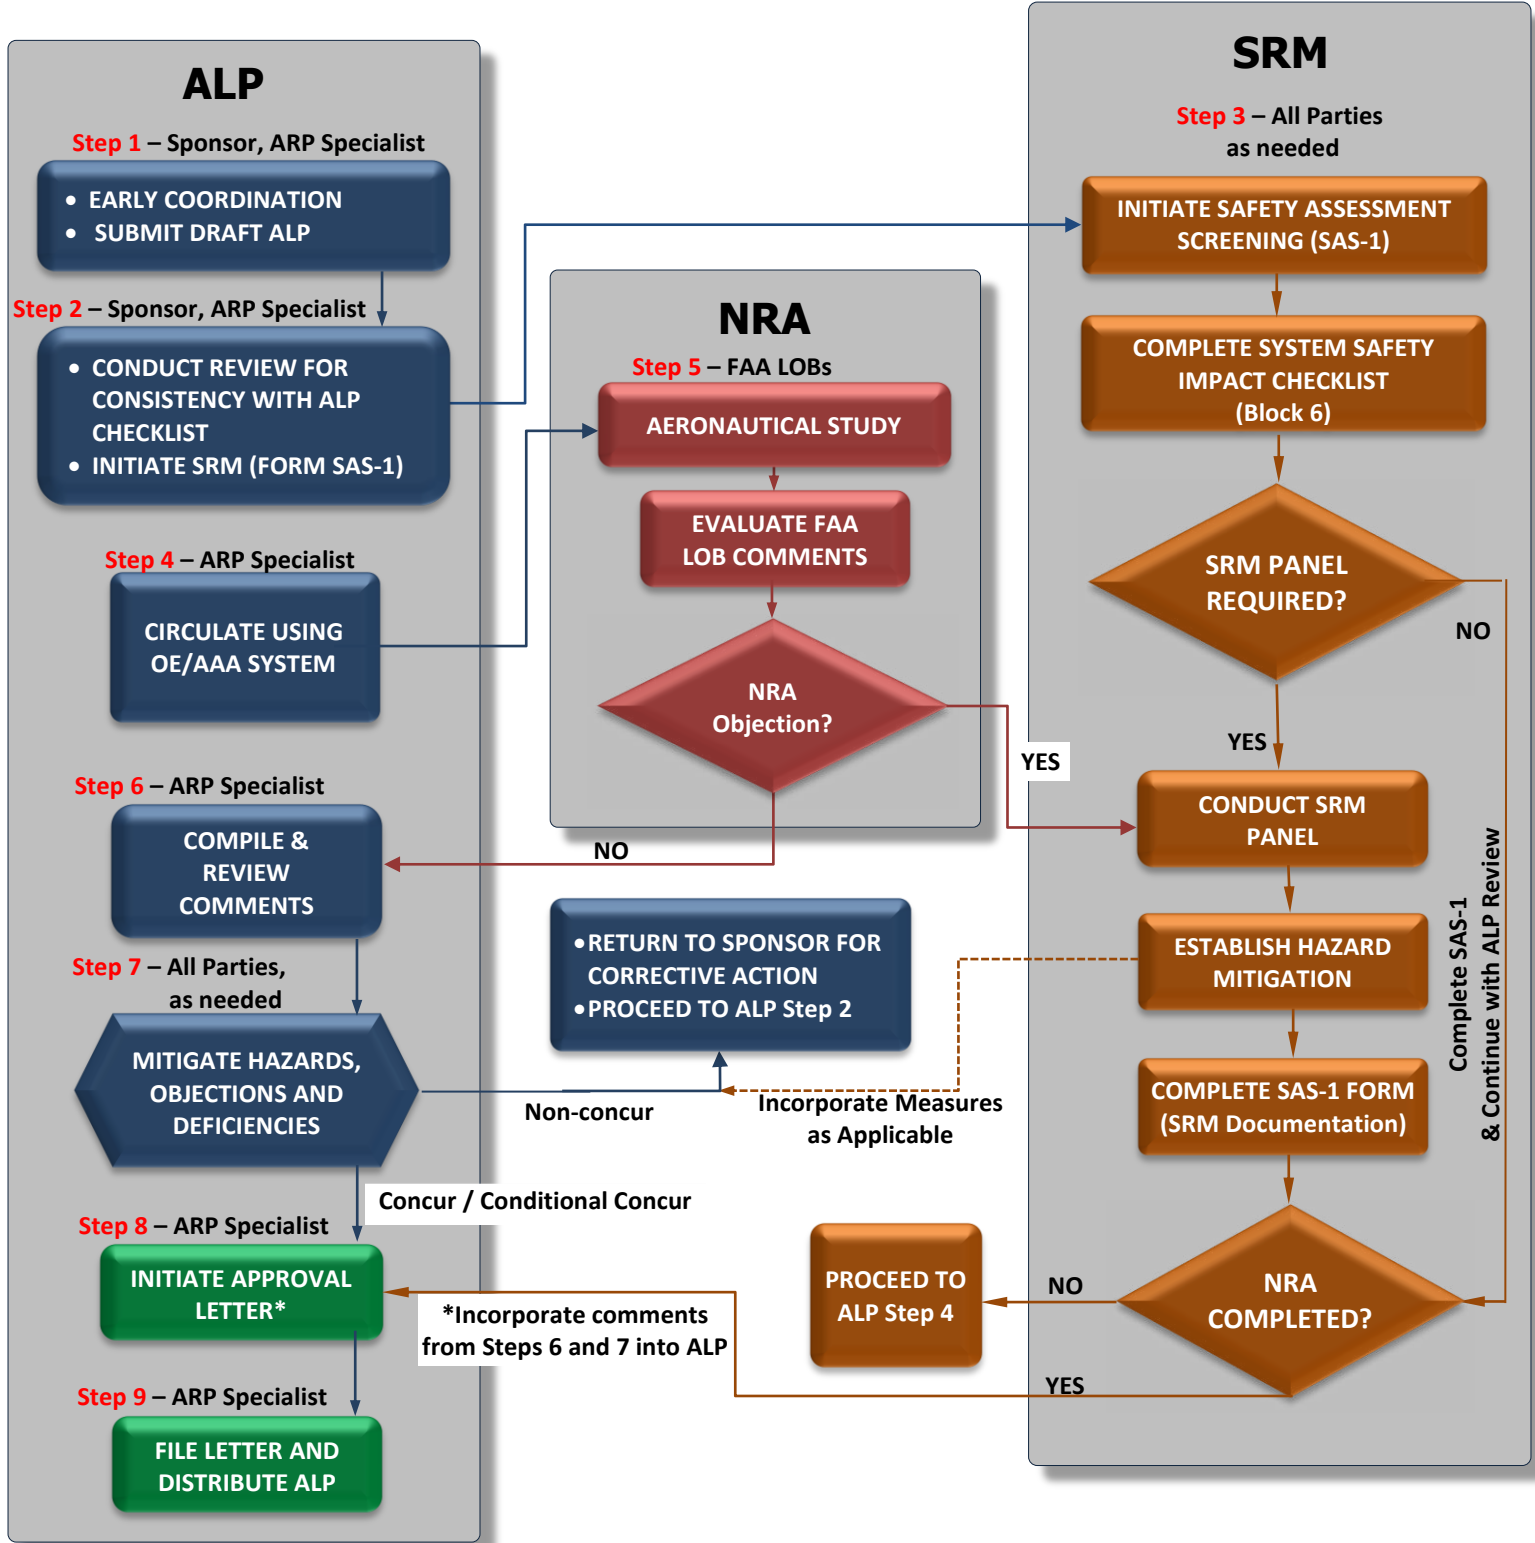 ALP
Step 1 – Sponsor, ARP Specialist
• EARLY COORDINATION
• SUBMIT DRAFT ALP
Step 2 – Sponsor, ARP Specialist
• CONDUCT REVIEW FOR
CONSISTENCY WITH ALP
CHECKLIST
• INITIATE SRM (FORM SAS-1)
Step 4 – ARP Specialist
CIRCULATE USING
OE/AAA SYSTEM
Step 6 – ARP Specialist
COMPILE &
REVIEW
COMMENTS
Step 7 – All Parties,
as needed
MITIGATE HAZARDS,
OBJECTIONS AND
DEFICIENCIES
Non-concur
Concur / Conditional Concur
Step 8 – ARP Specialist
INITIATE APPROVAL
LETTER*
*Incorporate comments
from Steps 6 and 7 into ALP
Step 9 – ARP Specialist
FILE LETTER AND
DISTRIBUTE ALP
NRA
Step 5 – FAA LOBs
AERONAUTICAL STUDY
EVALUATE FAA
LOB COMMENTS
NRA
Objection?
YES
NO
• RETURN TO SPONSOR FOR
CORRECTIVE ACTION
• PROCEED TO ALP Step 2
Incorporate Measures
as Applicable
SRM
Step 3 – All Parties
as needed
INITIATE SAFETY ASSESSMENT
SCREENING (SAS-1)
COMPLETE SYSTEM SAFETY
IMPACT CHECKLIST
(Block 6)
SRM PANEL
REQUIRED?
NO
YES
CONDUCT SRM
PANEL
ESTABLISH HAZARD
MITIGATION
COMPLETE SAS-1 FORM
(SRM Documentation)
Complete SAS-1
& Continue with ALP Review
NRA
COMPLETED?
NO
PROCEED TO
ALP Step 4
YES